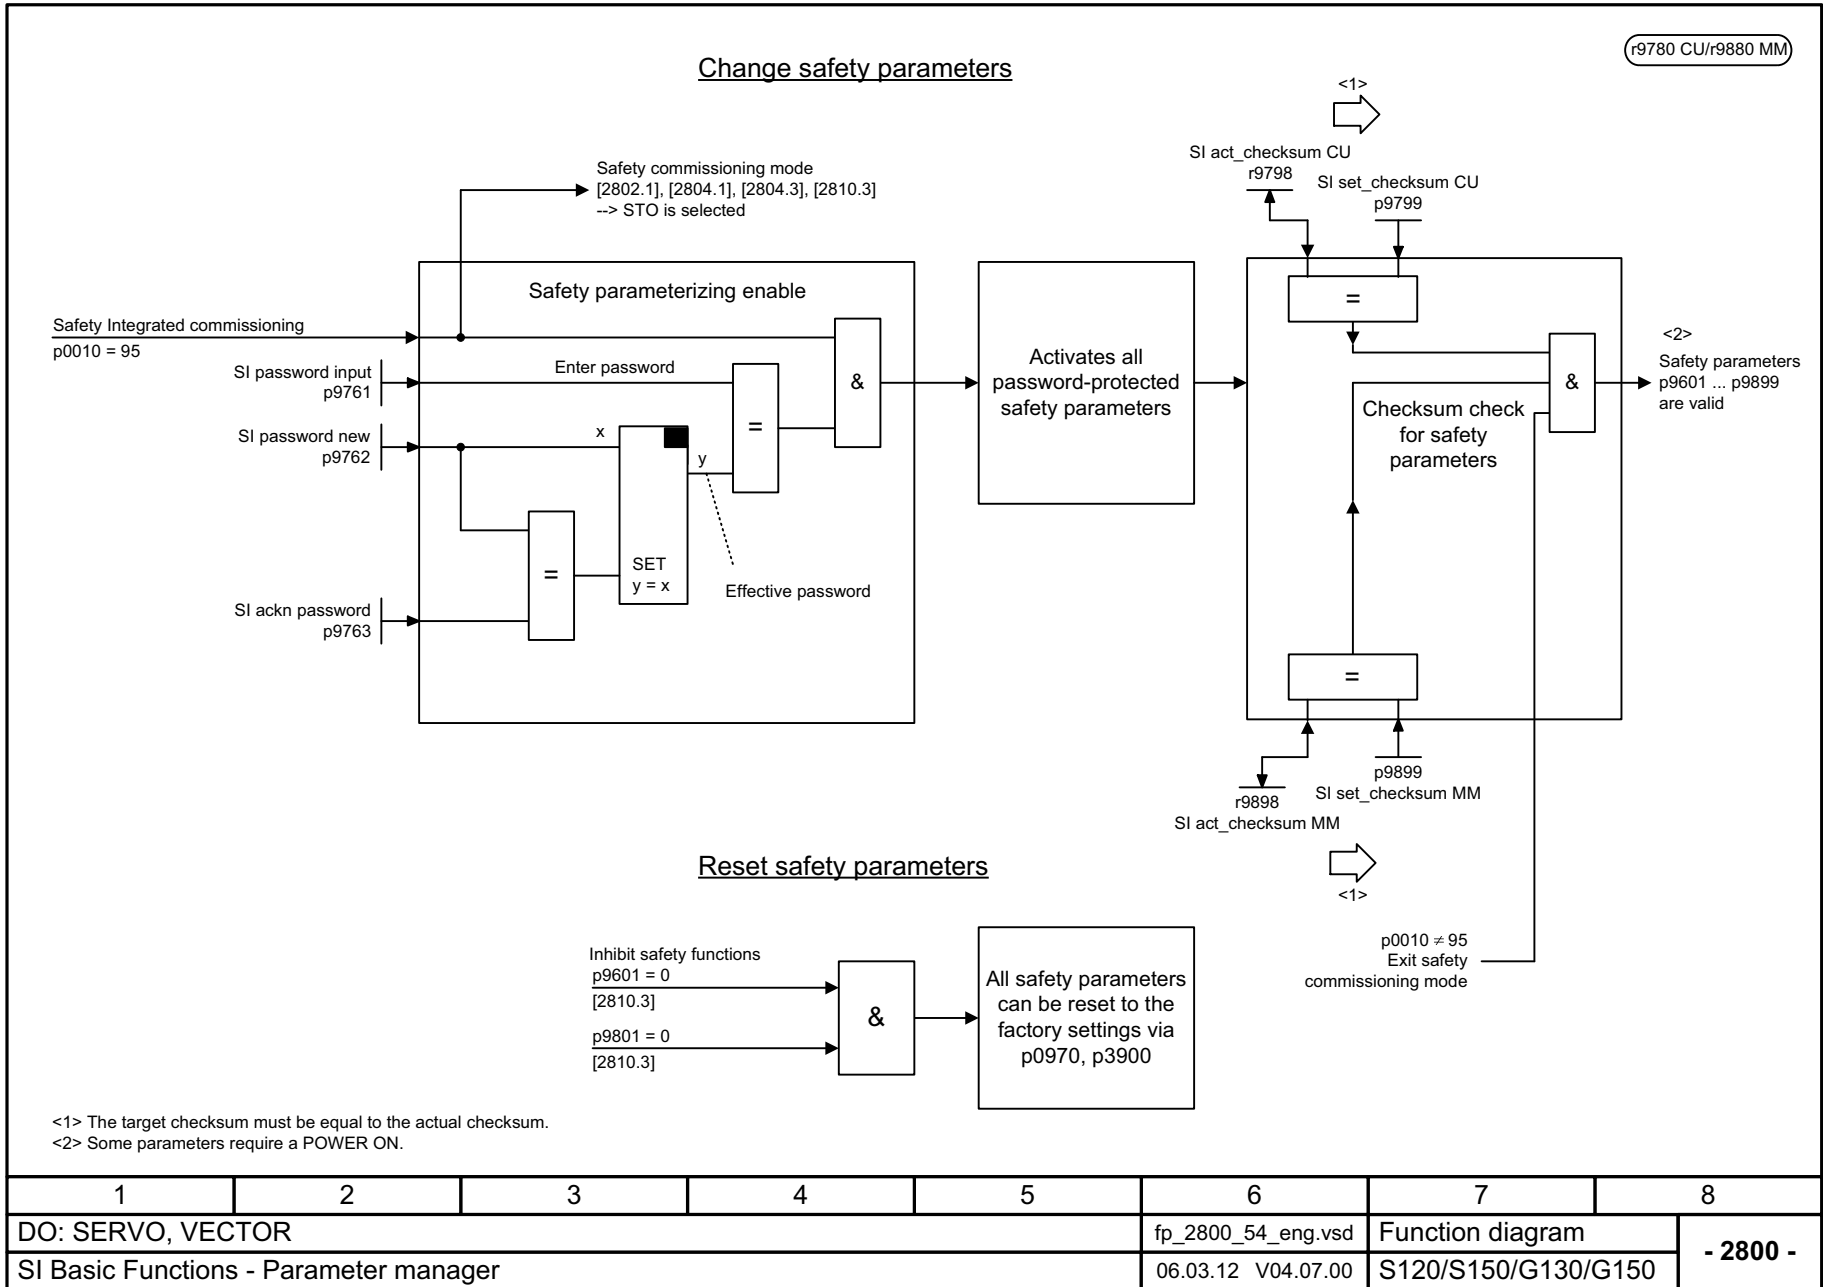 r9780 CU/r9880 MM
Change safety parameters
<1>
Safety commissioning mode
[2802.1], [2804.1], [2804.3], [2810.3]
--> STO is selected
SI act_checksum CU
r9798
SI set_checksum CU
p9799
Safety parameterizing enable
Safety Integrated commissioning
p0010 = 95
SI password input
p9761
Enter password
SI password new
p9762
x
y
=
&
SET
y = x
=
Effective password
SI ackn password
p9763
Activates all
password-protected
safety parameters
=
&
Checksum check
for safety
parameters
=
<2>
Safety parameters
p9601 ... p9899
are valid
r9898
SI act_checksum MM
p9899
SI set_checksum MM
<1>
p0010 ≠ 95
Exit safety
commissioning mode
Reset safety parameters
Inhibit safety functions
p9601 = 0
[2810.3]
p9801 = 0
[2810.3]
&
All safety parameters
can be reset to the
factory settings via
p0970, p3900
<1> The target checksum must be equal to the actual checksum.
<2> Some parameters require a POWER ON.
1 2 3 4 5 6 7 8
DO: SERVO, VECTOR
fp_2800_54_eng.vsd
Function diagram
- 2800 -
SI Basic Functions - Parameter manager
06.03.12 V04.07.00
S120/S150/G130/G150